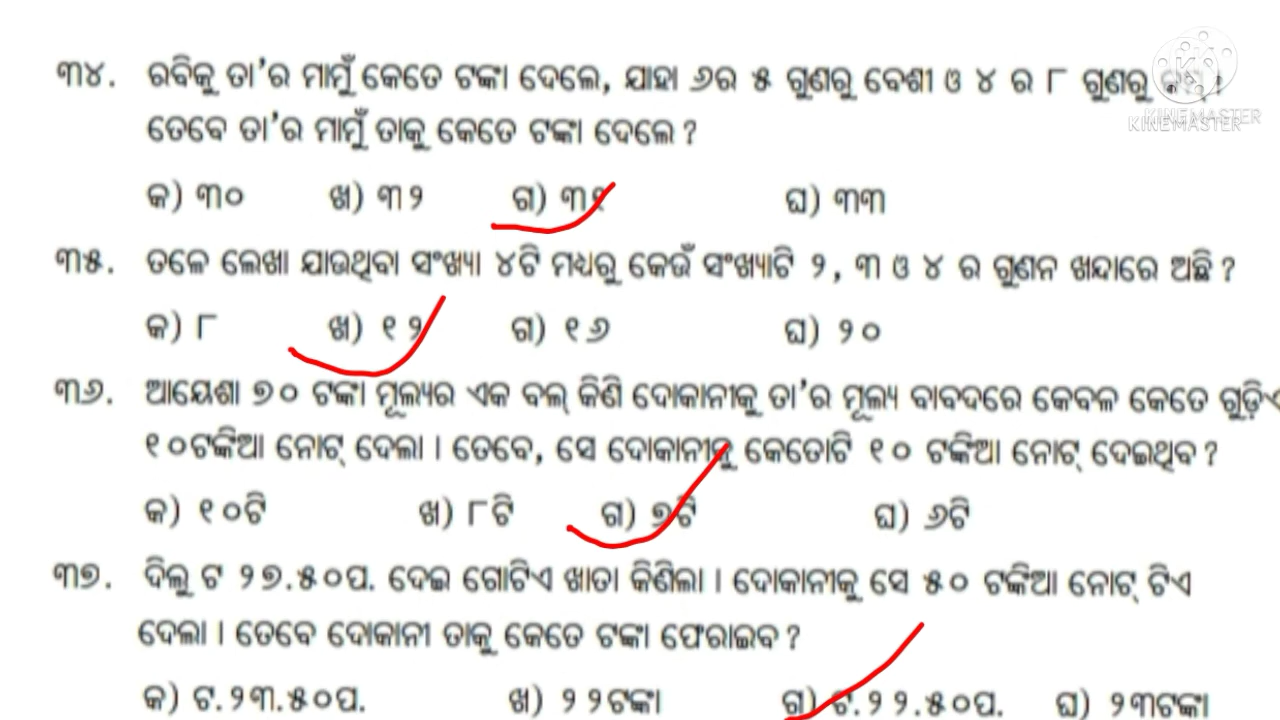 ୩୪. ରବିକୁ ତା'ର ମାମୁଁ କେତେ ଟଙ୍କା ଦେଲେ, ଯାହା ୬ର ୫ ଗୁଣରୁ ବେଶୀ ଓ ୪ ର ୮ ଗୁଣରୁ କମ୍ ।
ତେବେ ତା'ର ମାମୁଁ ତାକୁ କେତେ ଟଙ୍କା ଦେଲେ ?
କ) ୩୦ ଖ) ୩୨ ଗ) ୩୧ ଘ) ୩୩
୩୫. ତଳେ ଲେଖା ଯାଉଥିବା ସଂଖ୍ୟା ୪ଟି ମଧ୍ୟରୁ କେଉଁ ସଂଖ୍ୟାଟି ୨, ୩ ଓ ୪ ର ଗୁଣନ ଖନ୍ଦାରେ ଅଛି ?
କ) ୮ ଖ) ୧୨ ଗ) ୧୬ ଘ) ୨୦
୩୬. ଆୟେଶା ୭୦ ଟଙ୍କା ମୂଲ୍ୟର ଏକ ବଲ୍ କିଣି ଦୋକାନୀକୁ ତା'ର ମୂଲ୍ୟ ବାବଦରେ କେବଳ କେତେ ଗୁଡ଼ିଏ
୧୦ଟଙ୍କିଆ ନୋଟ୍ ଦେଲା । ତେବେ, ସେ ଦୋକାନୀକୁ କେତୋଟି ୧୦ ଟଙ୍କିଆ ନୋଟ୍ ଦେଇଥିବ ?
କ) ୧୦ଟି ଖ) ୮ଟି ଗ) ୭ଟି ଘ) ୬ଟି
୩୭. ଦିଲୁ ଟ ୨୭.୫୦ପ. ଦେଇ ଗୋଟିଏ ଖାତା କିଣିଲା । ଦୋକାନୀକୁ ସେ ୫୦ ଟଙ୍କିଆ ନୋଟ୍ ଟିଏ
ଦେଲା । ତେବେ ଦୋକାନୀ ତାକୁ କେତେ ଟଙ୍କା ଫେରାଇବ ?
କ) ଟ.୨୩.୫୦ପ. ଖ) ୨୨ଟଙ୍କା ଗ) ଟ.୨୨.୫୦ପ. ଘ) ୨୩ଟଙ୍କା
KINEMASTER
KINEMASTER